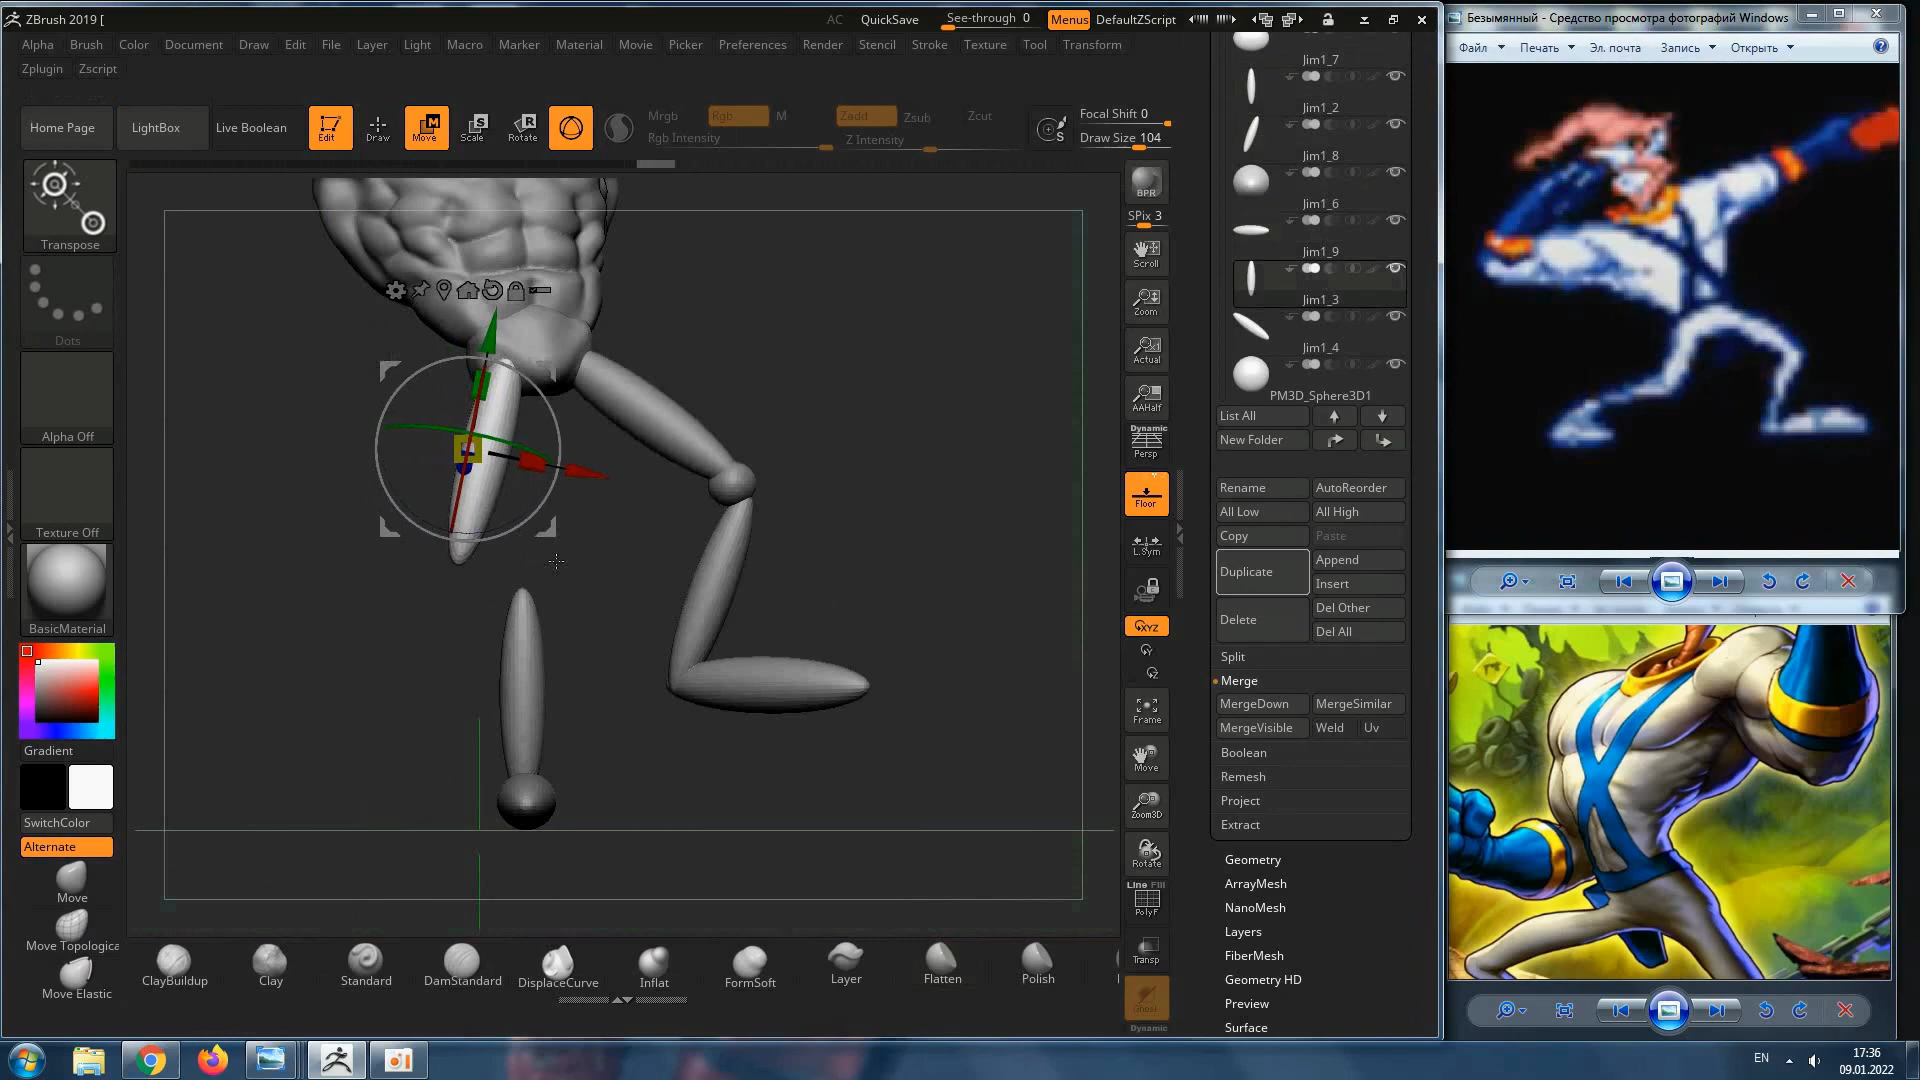 ZBrush 2019 [
AC QuickSave See-through 0 Menus DefaultZScript
Alpha Brush Color Document Draw Edit File Layer Light Macro Marker Material Movie Picker Preferences Render Stencil Stroke Texture Tool Transform
Zplugin Zscript
Home Page LightBox Live Boolean Edit Draw Move Scale Rotate
Mrgb Rgb M Zadd Zsub Zcut
Rgb Intensity Z Intensity
Focal Shift 0
Draw Size 104
Transpose
Dots
Alpha Off
Texture Off
BasicMaterial
Gradient
SwitchColor
Alternate
Move
Move Topologica
Move Elastic
ClayBuildup Clay Standard DamStandard DisplaceCurve Inflat FormSoft Layer Flatten Polish
BPR
SPix 3
Scroll
Zoom
Actual
AAHalf
Dynamic
Persp
Floor
L.Sym
XYZ
Frame
Move
Zoom3D
Rotate
Line Fill
PolyF
Transp
Ghost
Dynamic
Jim1_7
Jim1_2
Jim1_8
Jim1_6
Jim1_9
Jim1_3
Jim1_4
PM3D_Sphere3D1
List All
New Folder
Rename AutoReorder
All Low All High
Copy Paste
Duplicate Append
Insert
Delete Del Other
Del All
Split
Merge
MergeDown MergeSimilar
MergeVisible Weld Uv
Boolean
Remesh
Project
Extract
Geometry
ArrayMesh
NanoMesh
Layers
FiberMesh
Geometry HD
Preview
Surface
Безымянный - Средство просмотра фотографий Windows
Файл Печать Эл. почта Запись Открыть
EN
17:36
09.01.2022